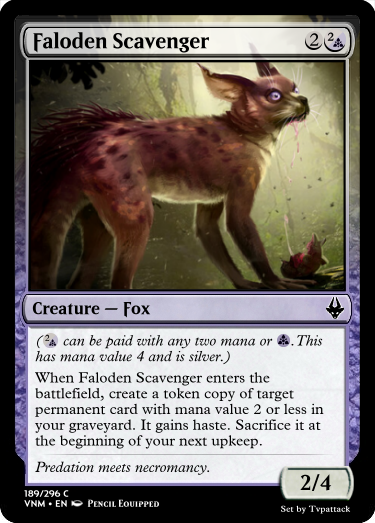 Faloden Scavenger 2 2
Creature — Fox
(2 can be paid with any two mana or . This
has mana value 4 and is silver.)
When Faloden Scavenger enters the
battlefield, create a token copy of target
permanent card with mana value 2 or less in
your graveyard. It gains haste. Sacrifice it at
the beginning of your next upkeep.
Predation meets necromancy.
2/4
189/296 C
VNM • EN Pencil Equipped
Set by Tvpattack